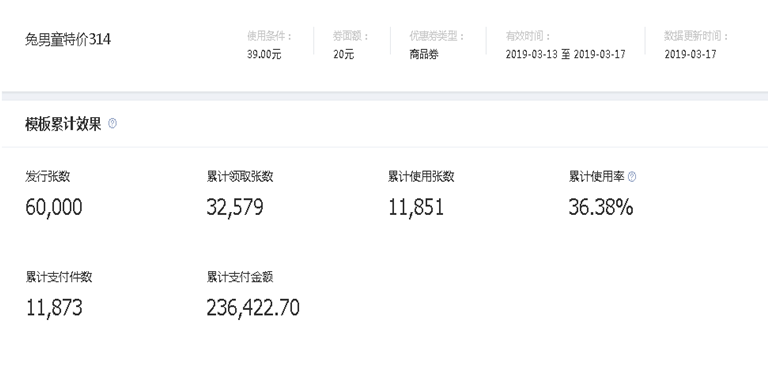 兔男童特价314
使用条件： 券面额： 优惠券类型： 有效时间： 数据更新时间：
39.00元 20元 商品券 2019-03-13 至 2019-03-17 2019-03-17
模板累计效果 ?
发行张数 累计领取张数 累计使用张数 累计使用率 ?
60,000 32,579 11,851 36.38%
累计支付件数 累计支付金额
11,873 236,422.70